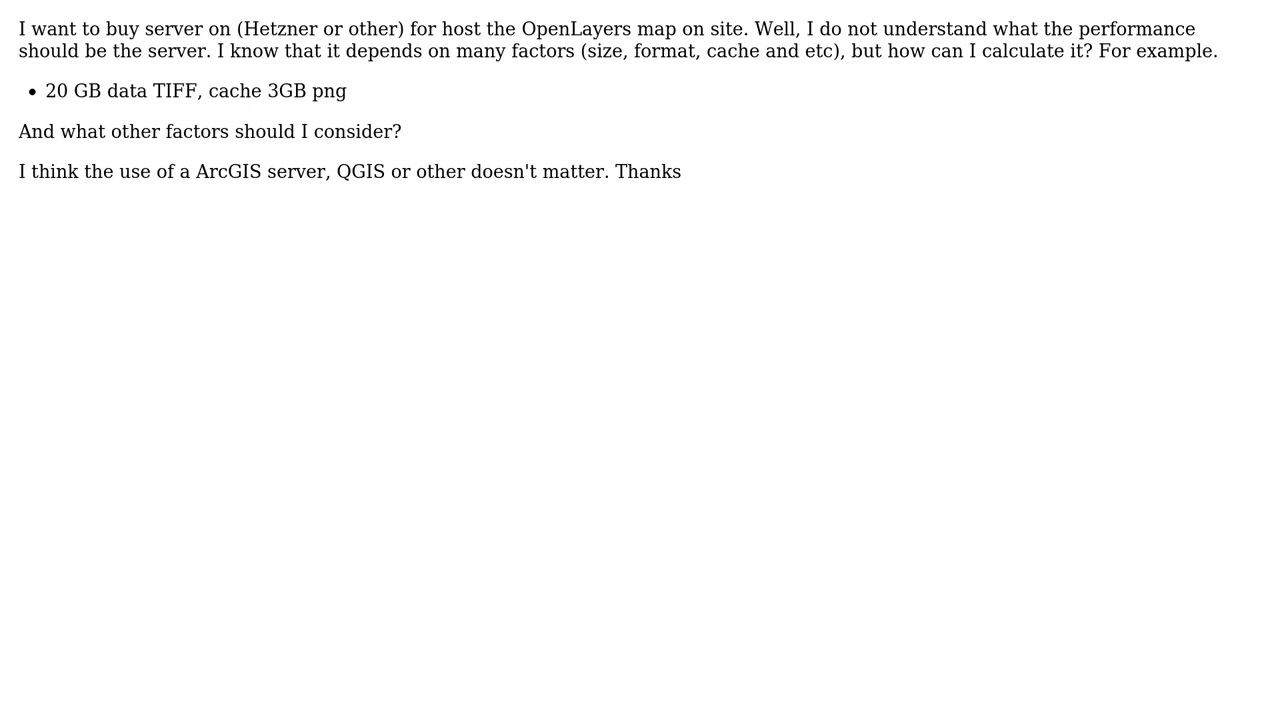 I want to buy server on (Hetzner or other) for host the OpenLayers map on site. Well, I do not understand what the performance
should be the server. I know that it depends on many factors (size, format, cache and etc), but how can I calculate it? For example.
• 20 GB data TIFF, cache 3GB png
And what other factors should I consider?
I think the use of a ArcGIS server, QGIS or other doesn't matter. Thanks